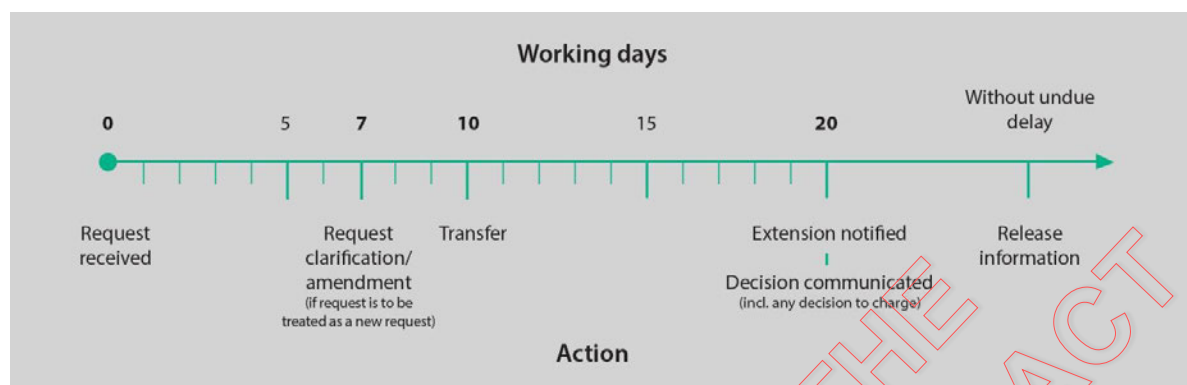 Working days
Without undue
delay
0
5
7
10
15
20
Request
received
Request
clarification/
amendment
(if request is to be
treated as a new request)
Transfer
Extension notified
Decision communicated
(incl. any decision to charge)
Release
information
Action
THE
ACT